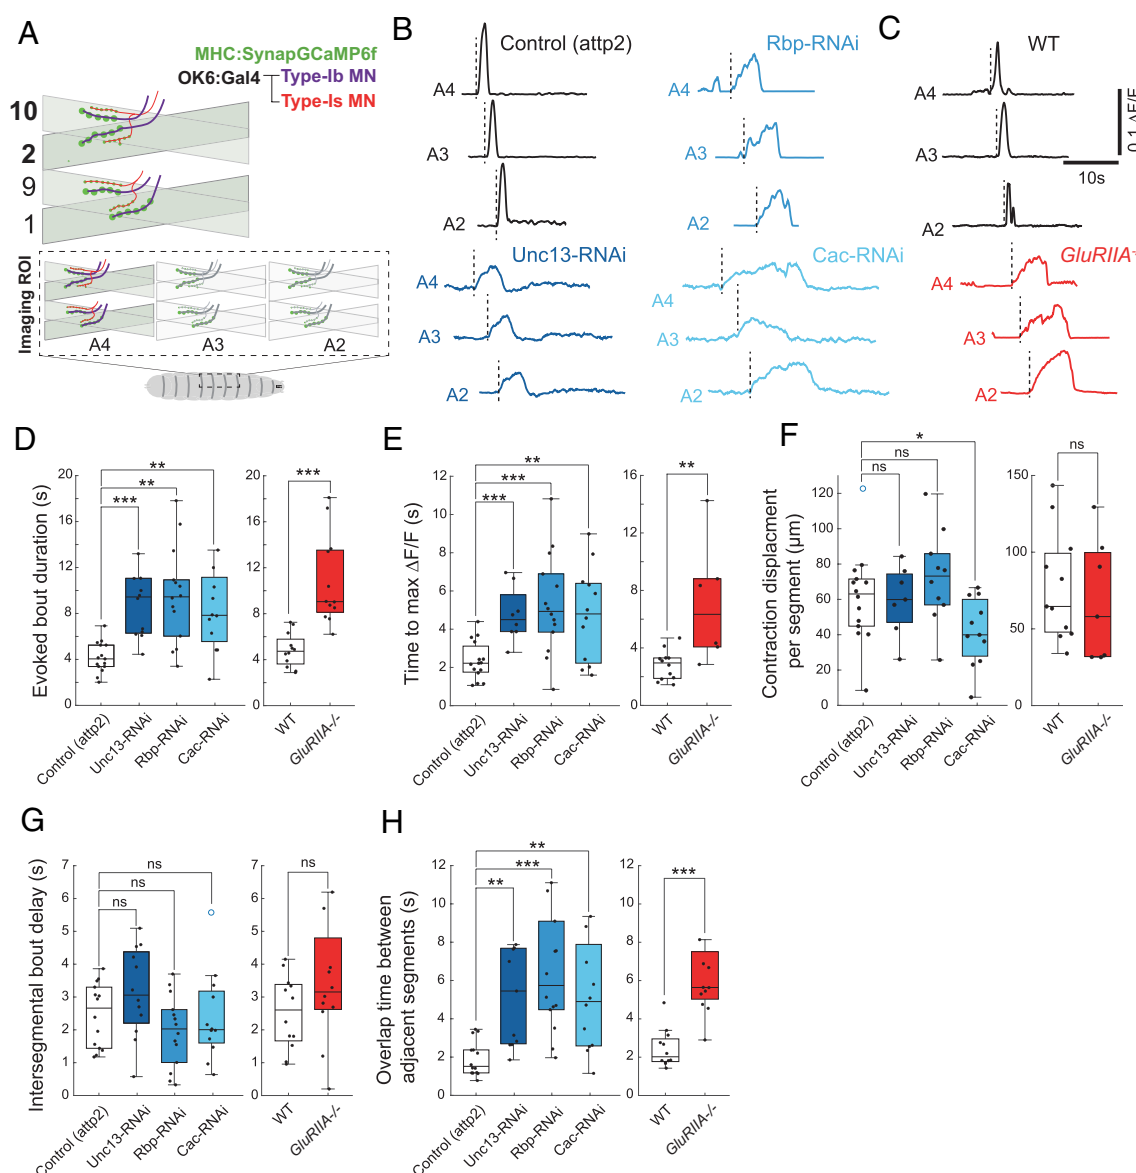 A
MHC:SynapGCaMP6f
OK6:Gal4
Type-Ib MN
Type-Is MN
10
2
9
1
Imaging ROI
A4
A3
A2
B
Control (attp2)
A4
A3
A2
Rbp-RNAi
A4
A3
A2
Unc13-RNAi
A4
A3
A2
Cac-RNAi
A4
A3
A2
C
WT
A4
A3
A2
0.1 ΔF/F
10s
GluRIIA-
A4
A3
A2
D
Evoked bout duration (s)
20
16
12
8
4
0
***
**
**
Control (attp2)
Unc13-RNAi
Rbp-RNAi
Cac-RNAi
20
16
12
8
4
0
***
WT
GluRIIA-/-
E
Time to max ΔF/F (s)
12
10
8
6
4
2
0
***
***
**
Control (attp2)
Unc13-RNAi
Rbp-RNAi
Cac-RNAi
16
12
8
4
0
**
WT
GluRIIA-/-
F
Contraction displacment
per segment (µm)
120
100
80
60
40
20
0
ns
ns
*
Control (attp2)
Unc13-RNAi
Rbp-RNAi
Cac-RNAi
150
100
50
0
ns
WT
GluRIIA-/-
G
Intersegmental bout delay (s)
7
6
5
4
3
2
1
0
ns
ns
ns
Control (attp2)
Unc13-RNAi
Rbp-RNAi
Cac-RNAi
7
6
5
4
3
2
1
0
ns
WT
GluRIIA-/-
H
Overlap time between
adjacent segments (s)
12
10
8
6
4
2
0
**
***
**
Control (attp2)
Unc13-RNAi
Rbp-RNAi
Cac-RNAi
12
10
8
6
4
2
0
***
WT
GluRIIA-/-